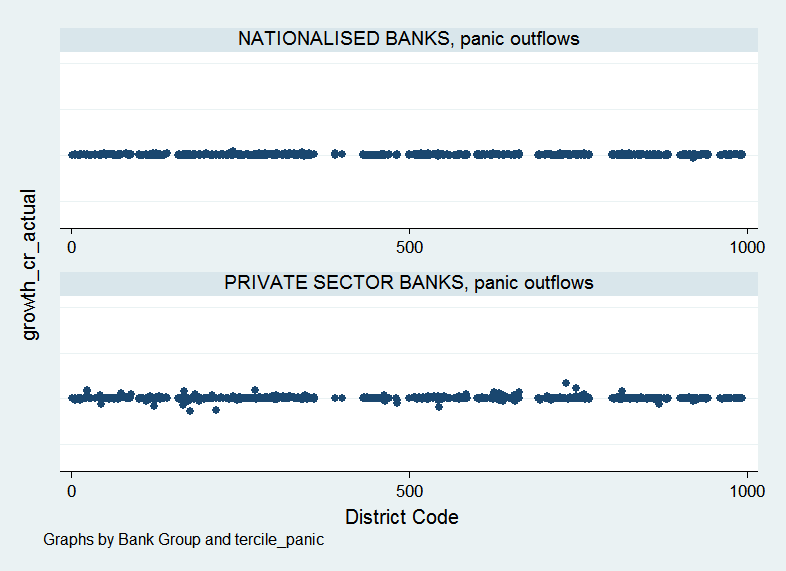 NATIONALISED BANKS, panic outflows
0 500 1000
PRIVATE SECTOR BANKS, panic outflows
0 500 1000
growth_cr_actual
District Code
Graphs by Bank Group and tercile_panic